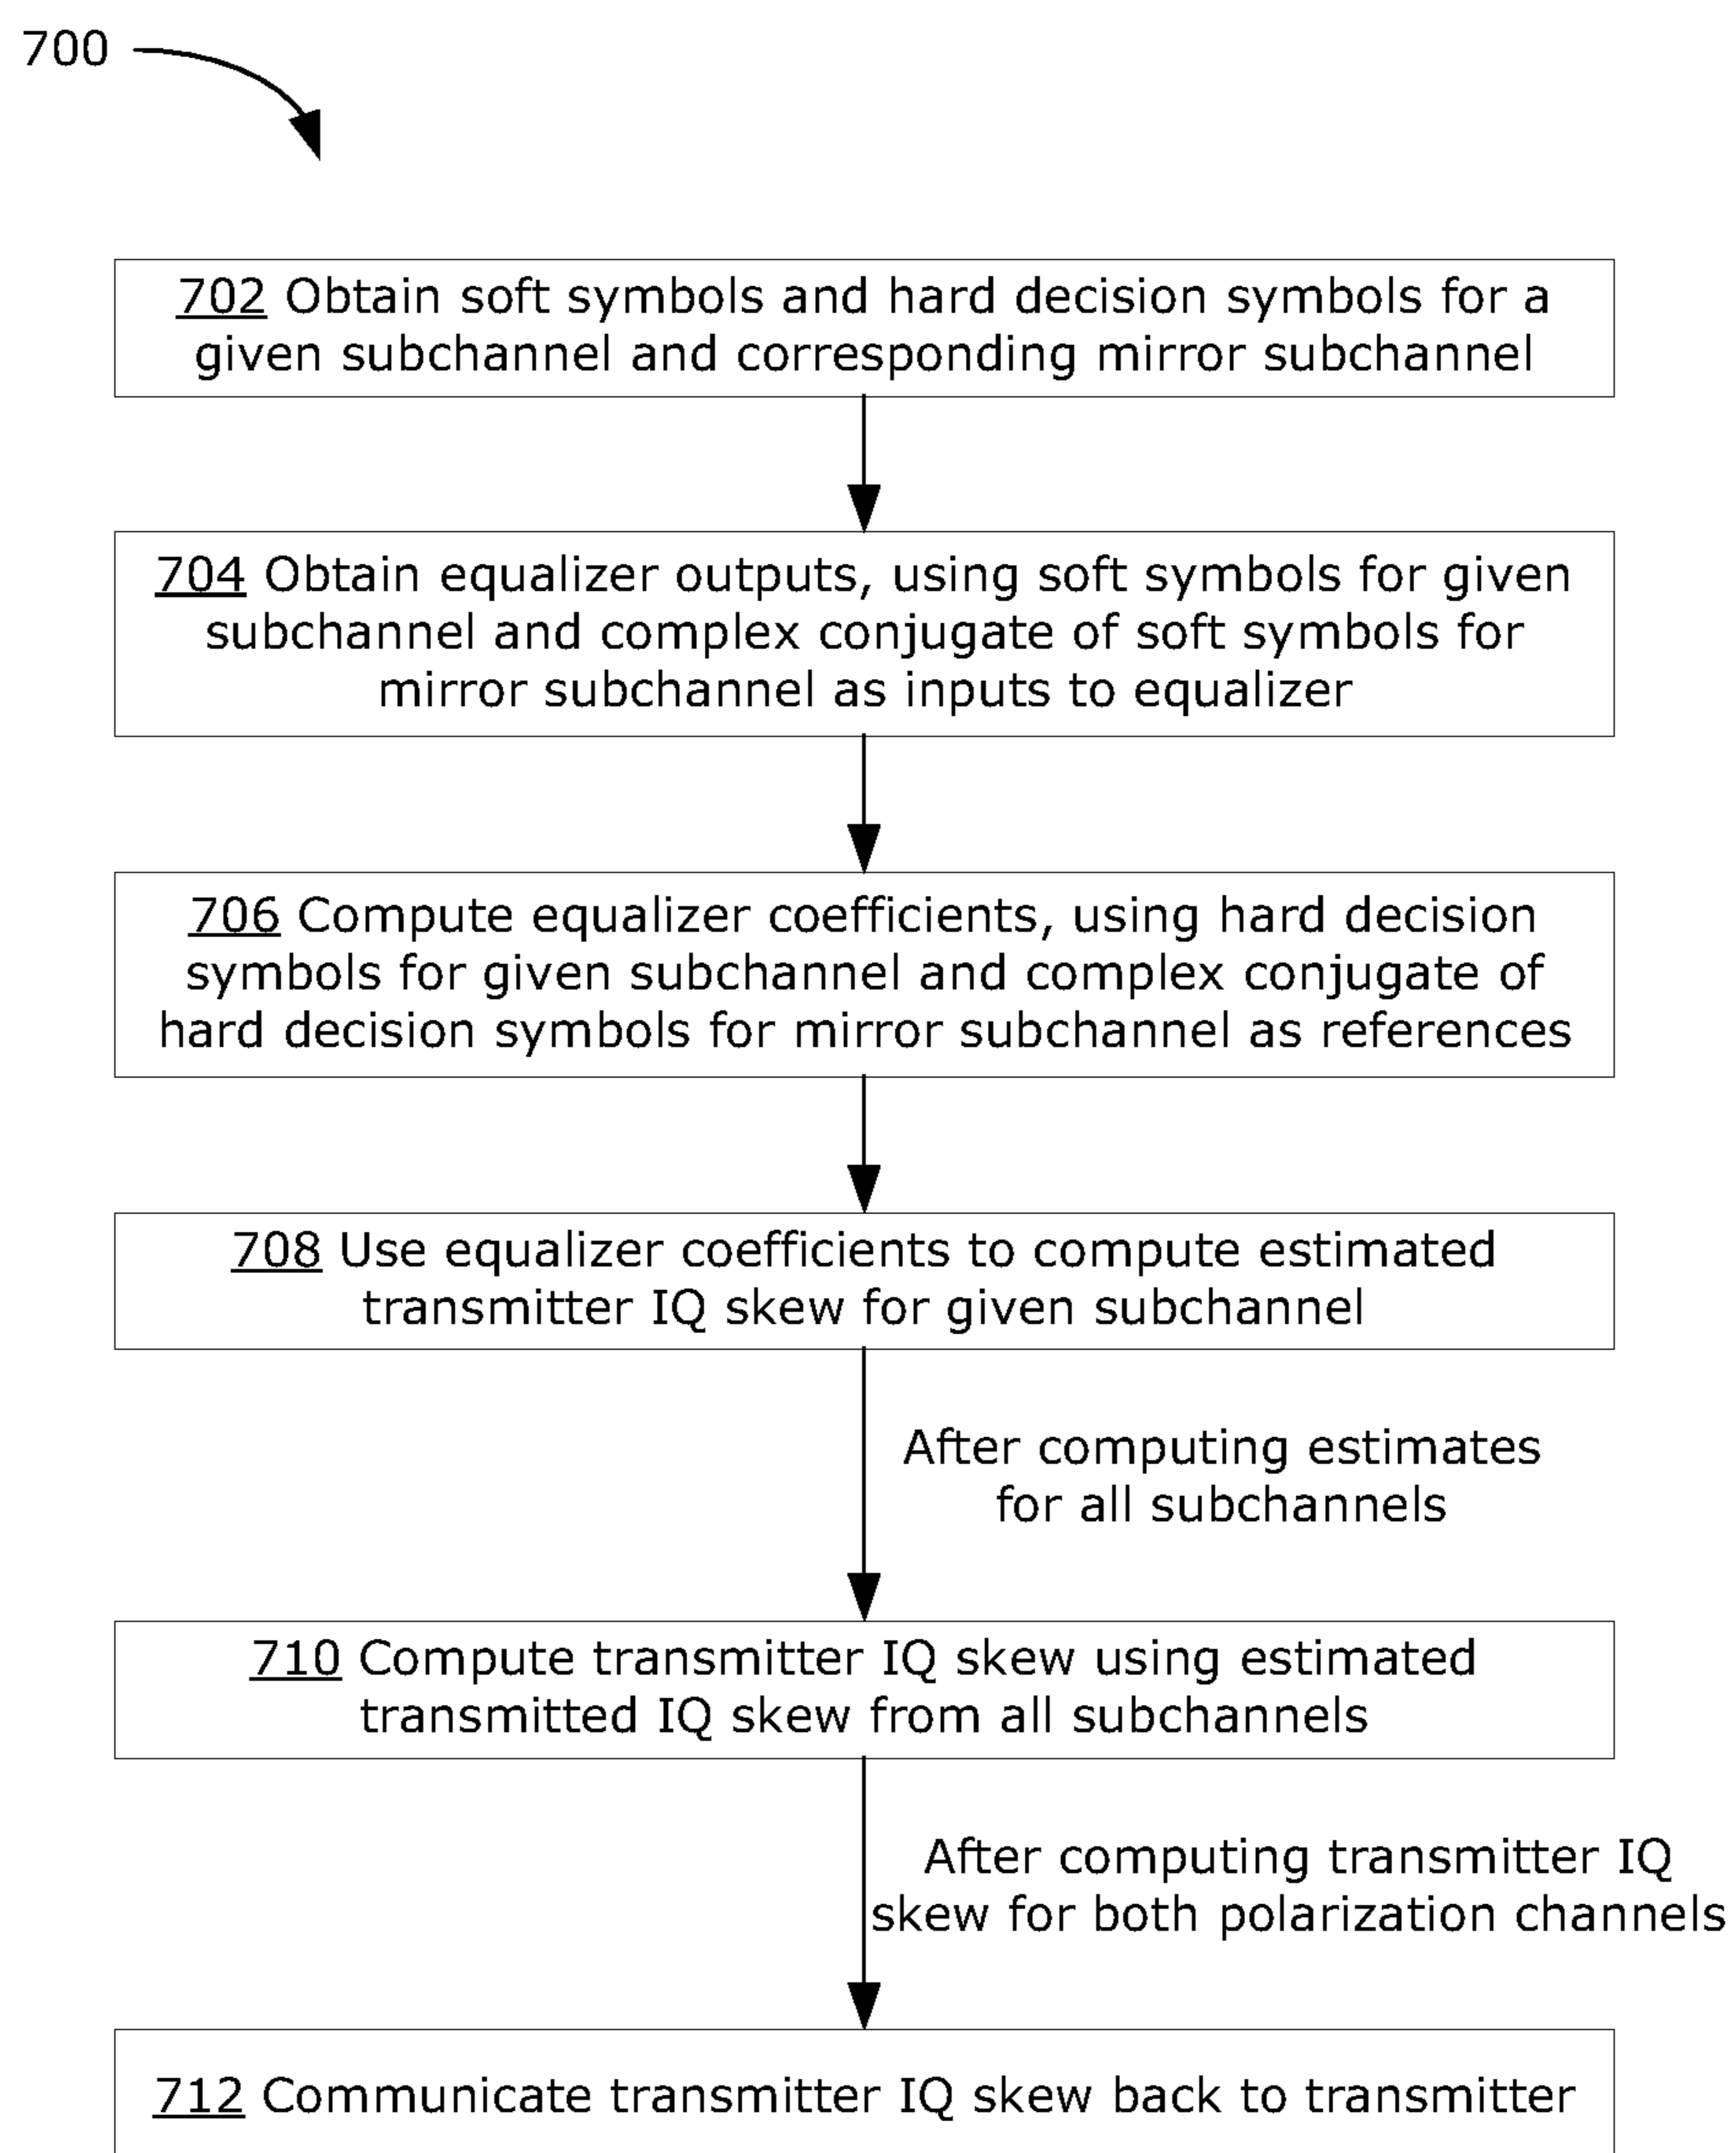 700
702 Obtain soft symbols and hard decision symbols for a
given subchannel and corresponding mirror subchannel
704 Obtain equalizer outputs, using soft symbols for given
subchannel and complex conjugate of soft symbols for
mirror subchannel as inputs to equalizer
706 Compute equalizer coefficients, using hard decision
symbols for given subchannel and complex conjugate of
hard decision symbols for mirror subchannel as references
708 Use equalizer coefficients to compute estimated
transmitter IQ skew for given subchannel
After computing estimates
for all subchannels
710 Compute transmitter IQ skew using estimated
transmitted IQ skew from all subchannels
After computing transmitter IQ
skew for both polarization channels
712 Communicate transmitter IQ skew back to transmitter